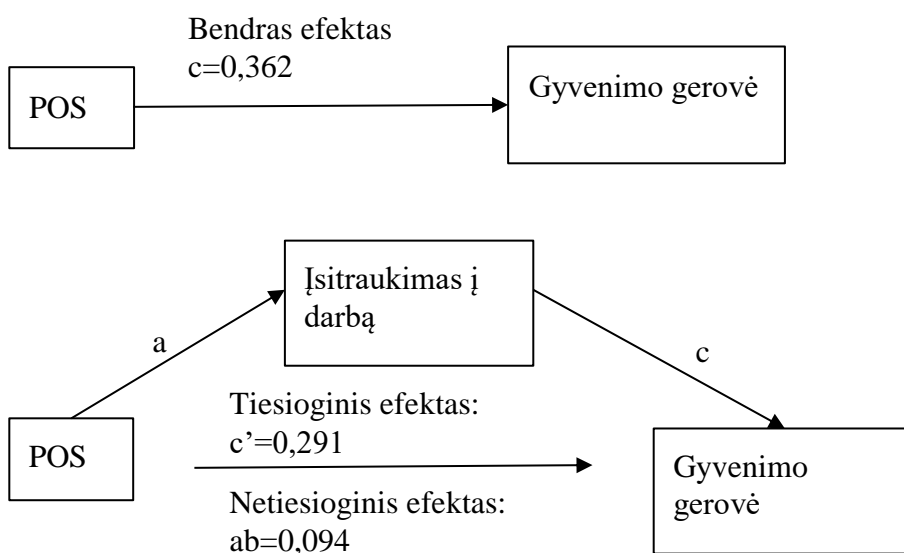 Bendras efektas
c=0,362
POS
Gyvenimo gerovė
Įsitraukimas į
darbą
a
c
Tiesioginis efektas:
c’=0,291
POS
Netiesioginis efektas:
ab=0,094
Gyvenimo
gerovė